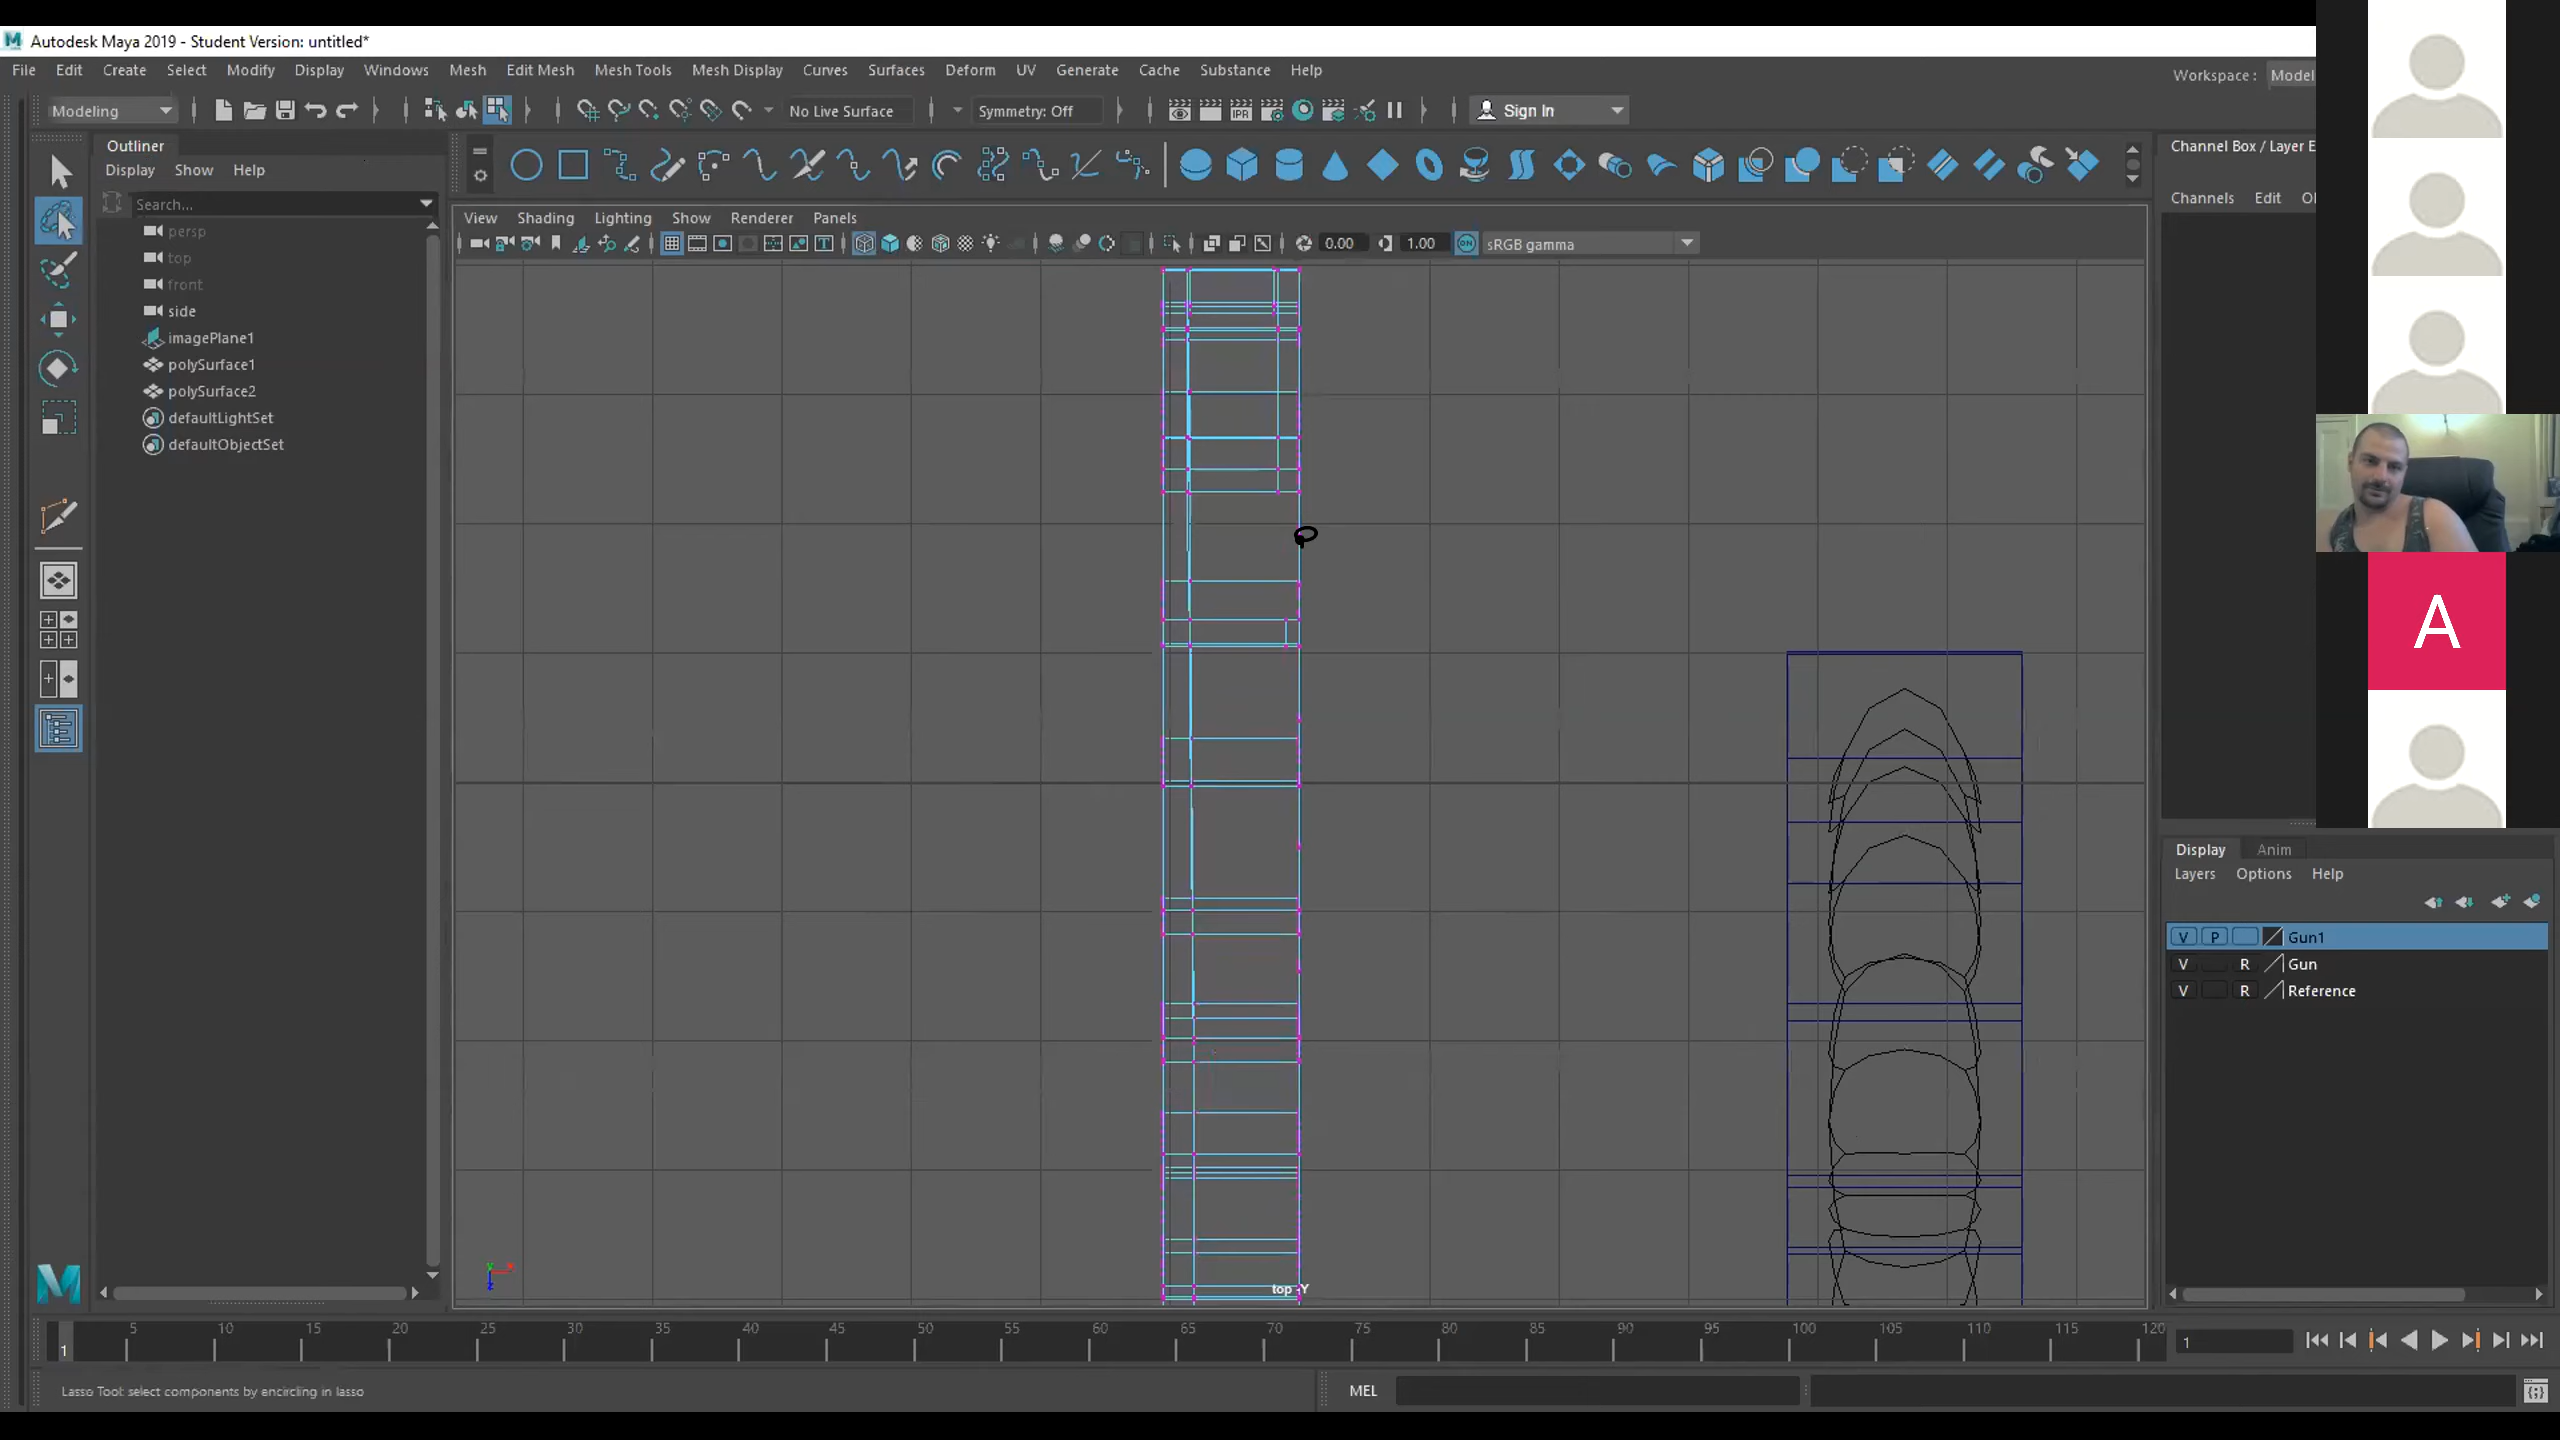 Autodesk Maya 2019 - Student Version: untitled*
File Edit Create Select Modify Display Windows Mesh Edit Mesh Mesh Tools Mesh Display Curves Surfaces Deform UV Generate Cache Substance Help
Workspace : Model
Modeling No Live Surface Symmetry: Off IPR Sign In
Outliner
Display Show Help
Search...
persp
top
front
side
imagePlane1
polySurface1
polySurface2
defaultLightSet
defaultObjectSet
View Shading Lighting Show Renderer Panels
0.00 1.00 ON sRGB gamma
top -Y
Channel Box / Layer E
Channels Edit
A
Display Anim
Layers Options Help
V P Gun1
V R Gun
V R Reference
5 10 15 20 25 30 35 40 45 50 55 60 65 70 75 80 85 90 95 100 105 110 115 120
1
1
Lasso Tool: select components by encircling in lasso
MEL